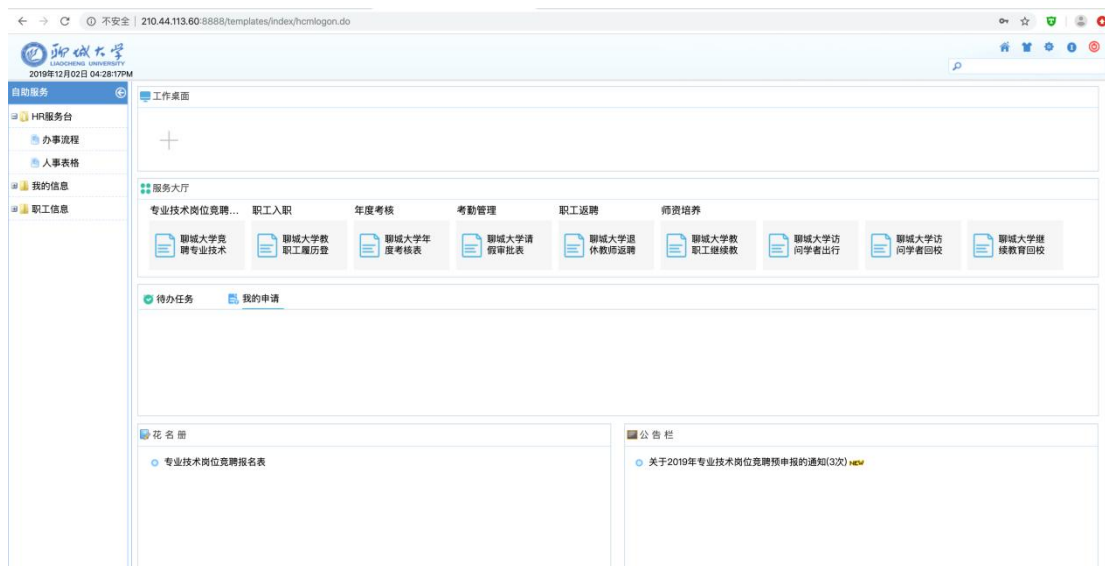 不安全 | 210.44.113.60:8888/templates/index/hcmlogon.do
聊城大学
LIAOCHENG UNIVERSITY
2019年12月02日 04:28:17PM
自助服务
HR服务台
办事流程
人事表格
我的信息
职工信息
工作桌面
服务大厅
专业技术岗位竞聘... 职工入职 年度考核 考勤管理 职工返聘 师资培养
聊城大学竞 聊城大学教 聊城大学年 聊城大学请 聊城大学退 聊城大学教 聊城大学访 聊城大学访 聊城大学继
聘专业技术 职工履历登 度考核表 假审批表 休教师返聘 职工继续教 问学者出行 问学者回校 续教育回校
待办任务 我的申请
花名册
专业技术岗位竞聘报名表
公告栏
关于2019年专业技术岗位竞聘预申报的通知(3次) NEW